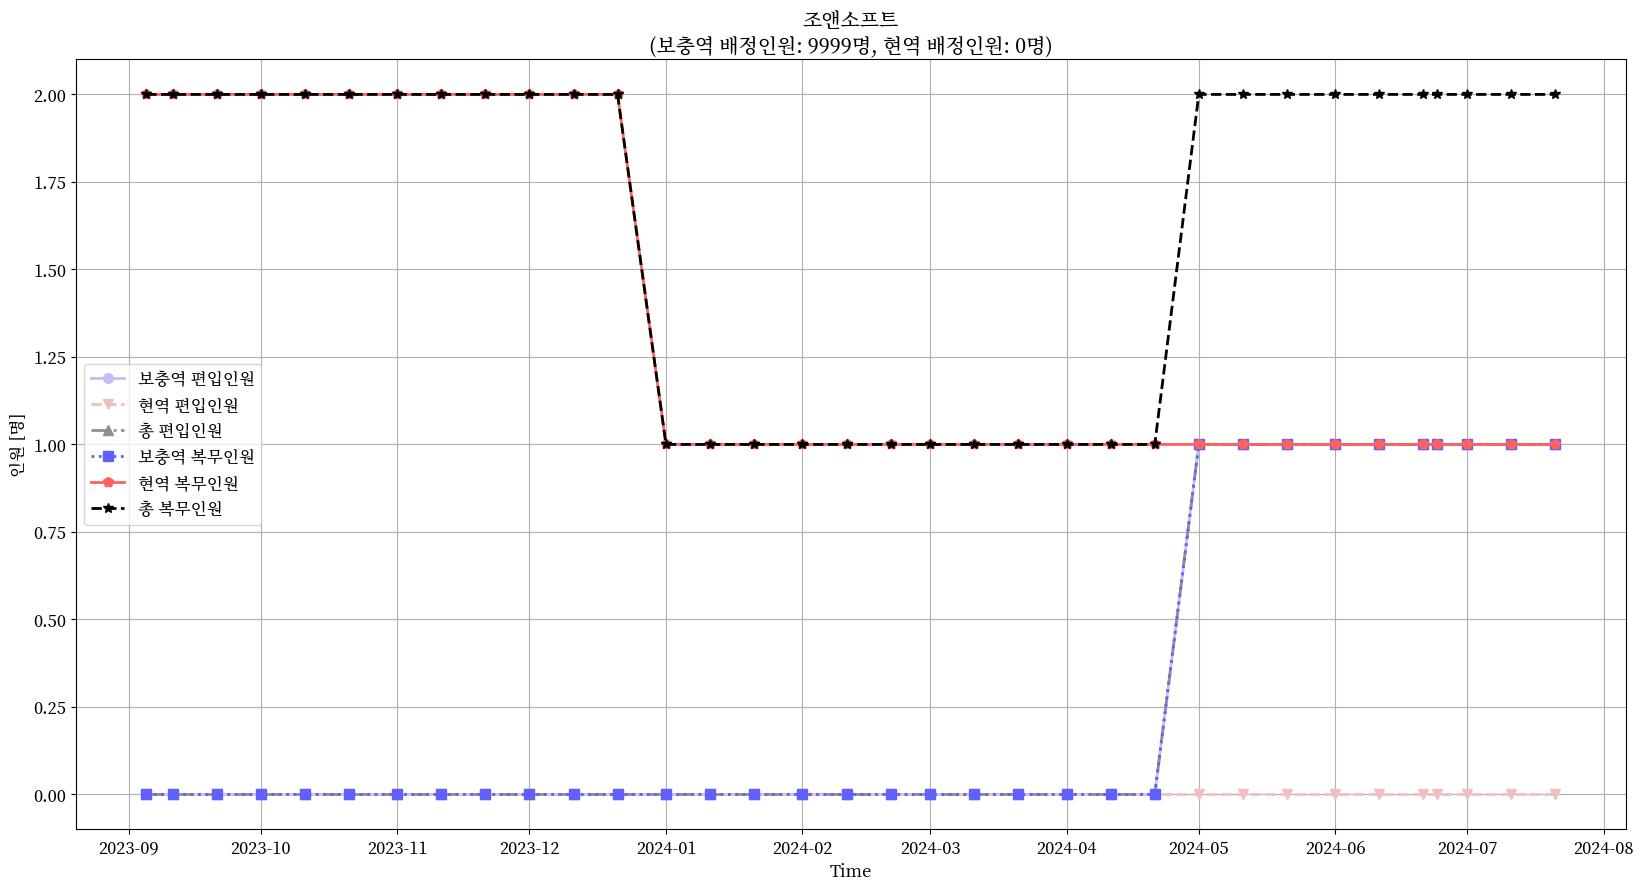 조앤소프트
(보충역 배정인원: 9999명, 현역 배정인원: 0명)
인원 [명]
2.00
1.75
1.50
1.25
1.00
0.75
0.50
0.25
0.00
보충역 편입인원
현역 편입인원
총 편입인원
보충역 복무인원
현역 복무인원
총 복무인원
2023-09 2023-10 2023-11 2023-12 2024-01 2024-02 2024-03 2024-04 2024-05 2024-06 2024-07 2024-08
Time